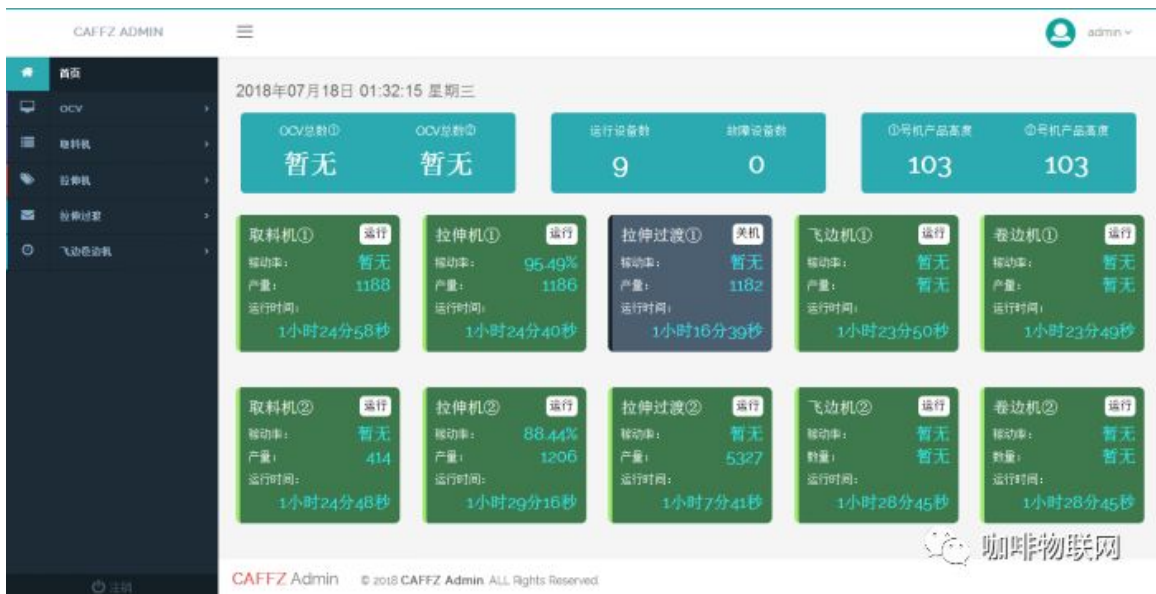 CAFFZ ADMIN
admin
首页
OCV
取料机
拉伸机
拉伸过渡
飞边卷边机
注销
2018年07月18日 01:32:15 星期三
OCV总数① OCV总数②
暂无 暂无
运行设备数 故障设备数
9 0
①号机产品高度 ②号机产品高度
103 103
取料机① 运行
稼动率: 暂无
产量: 1188
运行时间:
1小时24分58秒
拉伸机① 运行
稼动率: 95.49%
产量: 1186
运行时间:
1小时24分40秒
拉伸过渡① 关机
稼动率: 暂无
产量: 1182
运行时间:
1小时16分39秒
飞边机① 运行
稼动率: 暂无
产量: 暂无
运行时间:
1小时23分50秒
卷边机① 运行
稼动率: 暂无
产量: 暂无
运行时间:
1小时23分49秒
取料机② 运行
稼动率: 暂无
产量: 414
运行时间:
1小时24分48秒
拉伸机② 运行
稼动率: 88.44%
产量: 1206
运行时间:
1小时29分16秒
拉伸过渡② 运行
稼动率: 暂无
产量: 5327
运行时间:
1小时7分41秒
飞边机② 运行
稼动率: 暂无
数量: 暂无
运行时间:
1小时28分45秒
卷边机② 运行
稼动率: 暂无
数量: 暂无
运行时间:
1小时28分45秒
咖啡物联网
CAFFZ Admin © 2018 CAFFZ Admin. ALL Rights Reserved.